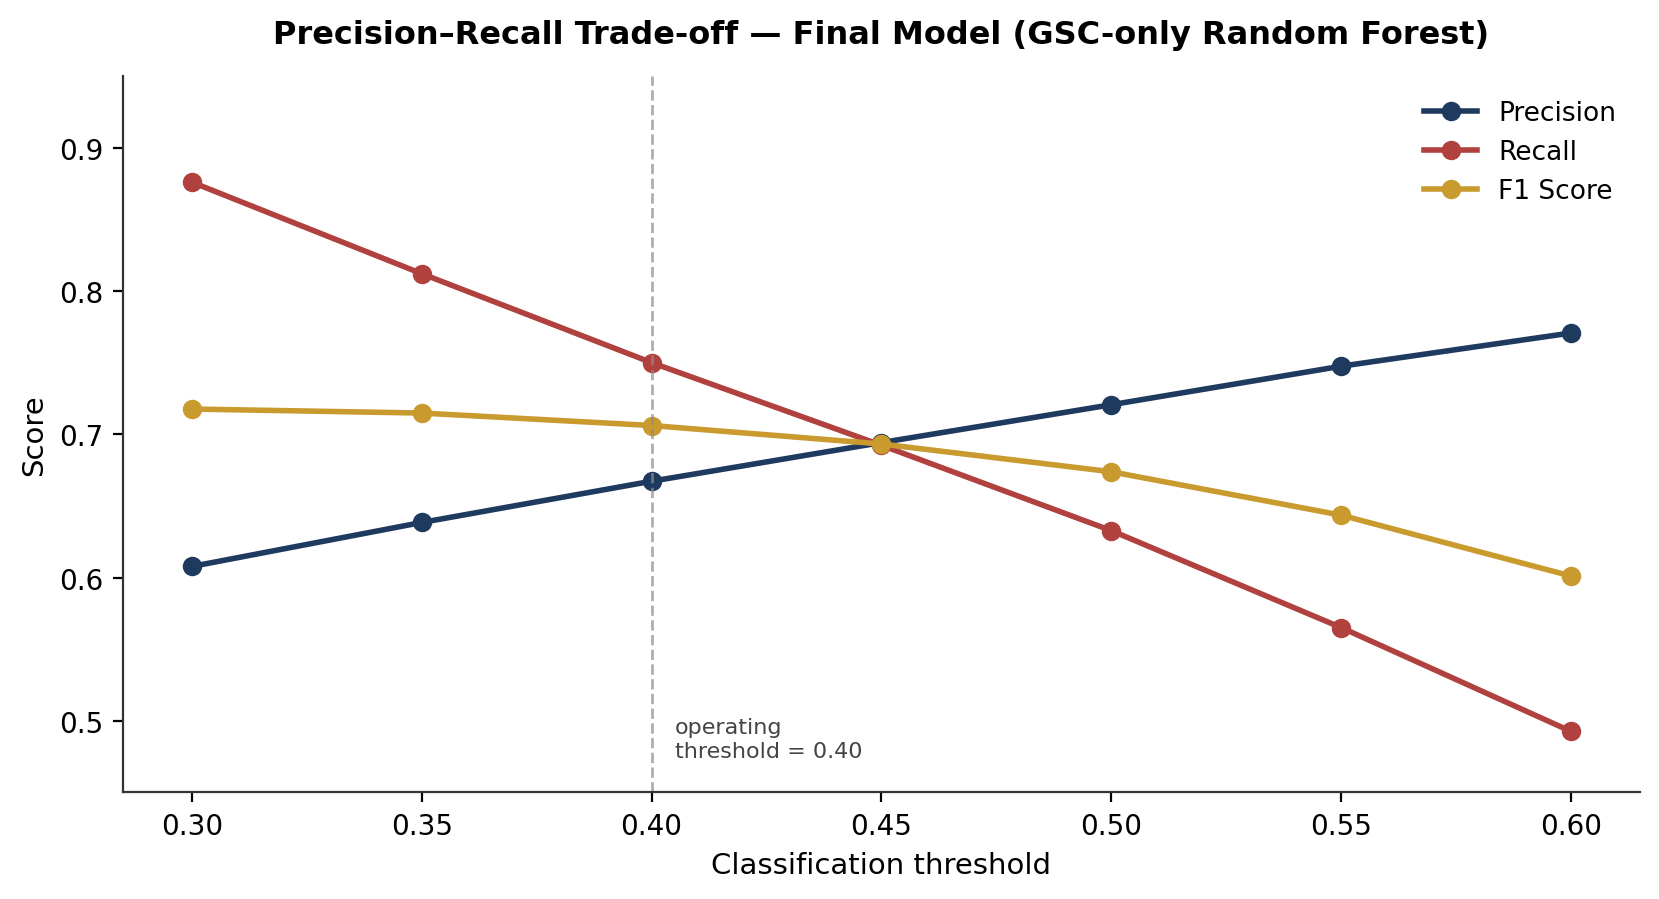 Precision–Recall Trade-off — Final Model (GSC-only Random Forest)
Precision
Recall
F1 Score
0.9
0.8
0.7
0.6
0.5
Score
operating
threshold = 0.40
0.30 0.35 0.40 0.45 0.50 0.55 0.60
Classification threshold